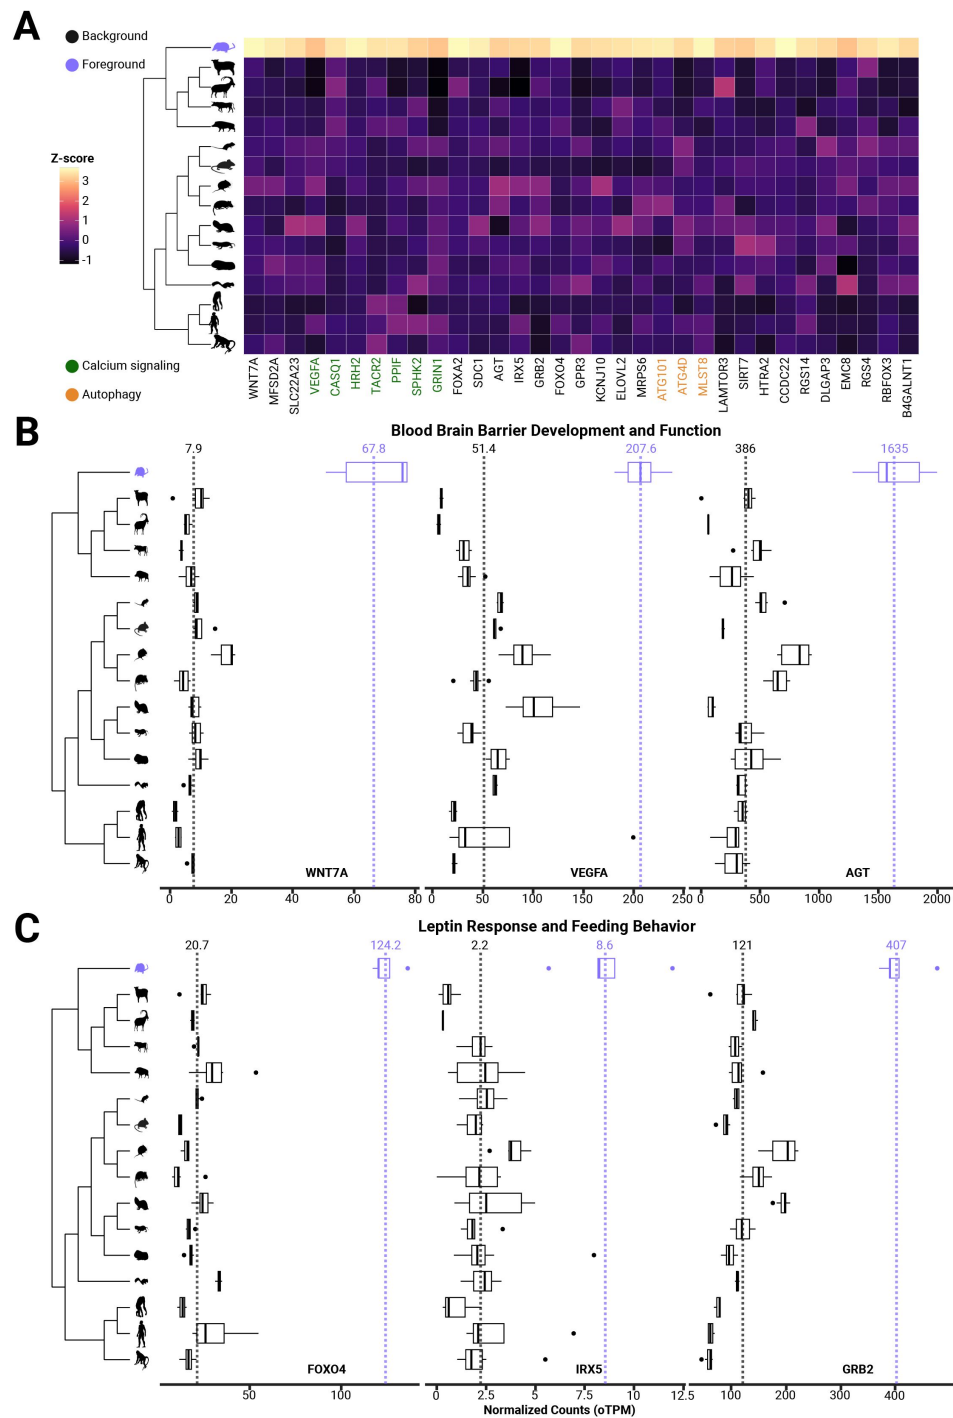 A
Background
Foreground
Z-score
3
2
1
0
-1
Calcium signaling
Autophagy
WNT7A
MFSD2A
SLC22A23
VEGFA
CASQ1
HRH2
TACR2
PPIF
SPHK2
GRIN1
FOXA2
SDC1
AGT
IRX5
GRB2
FOXO4
GPR3
KCNJ10
ELOVL2
MRPS6
ATG101
ATG4D
MLST8
LAMTOR3
SIRT7
HTRA2
CCDC22
RGS14
DLGAP3
EMC8
RGS4
RBFOX3
B4GALNT1
B
Blood Brain Barrier Development and Function
7.9 67.8 51.4 207.6 386 1635
WNT7A VEGFA AGT
0 20 40 60 80 0 50 100 150 200 250 0 500 1000 1500 2000
C
Leptin Response and Feeding Behavior
20.7 124.2 2.2 8.6 121 407
FOXO4 IRX5 GRB2
50 100 0 2.5 5 7.5 10 12.5 100 200 300 400
Normalized Counts (oTPM)